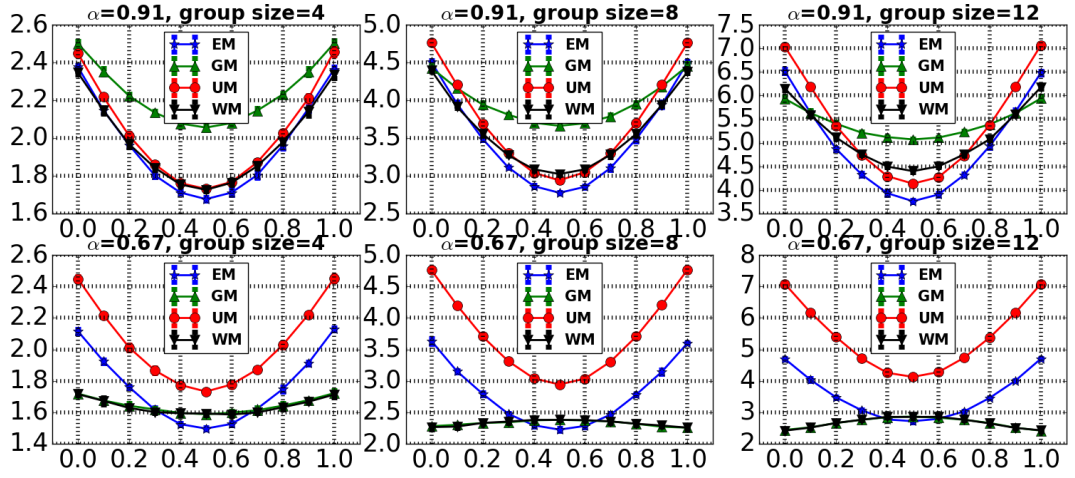 α=0.91, group size=4
2.6
2.4
2.2
2.0
1.8
1.6
EM
GM
UM
WM
0.0 0.2 0.4 0.6 0.8 1.0
α=0.91, group size=8
5.0
4.5
4.0
3.5
3.0
2.5
EM
GM
UM
WM
0.0 0.2 0.4 0.6 0.8 1.0
α=0.91, group size=12
7.5
7.0
6.5
6.0
5.5
5.0
4.5
4.0
3.5
EM
GM
UM
WM
0.0 0.2 0.4 0.6 0.8 1.0
α=0.67, group size=4
2.6
2.4
2.2
2.0
1.8
1.6
1.4
EM
GM
UM
WM
0.0 0.2 0.4 0.6 0.8 1.0
α=0.67, group size=8
5.0
4.5
4.0
3.5
3.0
2.5
2.0
EM
GM
UM
WM
0.0 0.2 0.4 0.6 0.8 1.0
α=0.67, group size=12
8
7
6
5
4
3
2
EM
GM
UM
WM
0.0 0.2 0.4 0.6 0.8 1.0